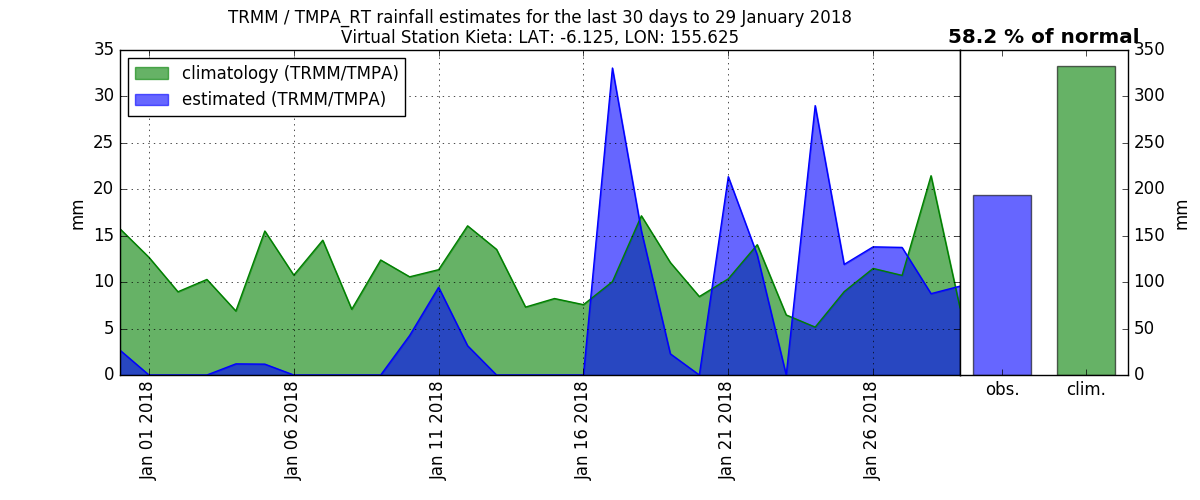 TRMM / TMPA_RT rainfall estimates for the last 30 days to 29 January 2018
Virtual Station Kieta: LAT: -6.125, LON: 155.625
58.2 % of normal
climatology (TRMM/TMPA)
estimated (TRMM/TMPA)
35
30
25
20
15
10
5
0
mm
Jan 01 2018
Jan 06 2018
Jan 11 2018
Jan 16 2018
Jan 21 2018
Jan 26 2018
350
300
250
200
150
100
50
0
mm
obs.
clim.